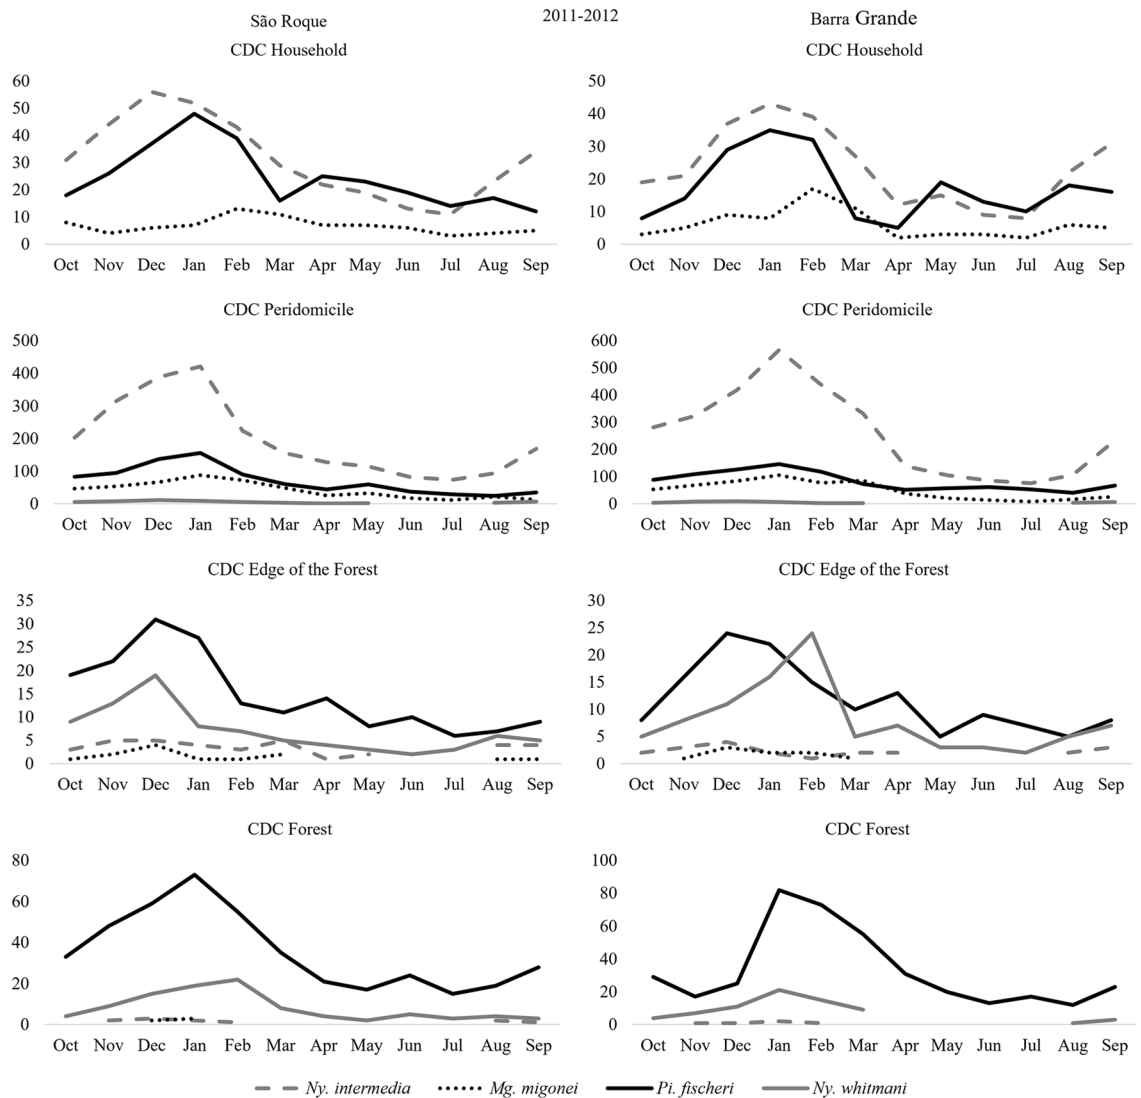 2011-2012
São Roque
Barra Grande
CDC Household
60
50
40
30
20
10
0
Oct Nov Dec Jan Feb Mar Apr May Jun Jul Aug Sep
CDC Household
50
40
30
20
10
0
Oct Nov Dec Jan Feb Mar Apr May Jun Jul Aug Sep
CDC Peridomicile
500
400
300
200
100
0
Oct Nov Dec Jan Feb Mar Apr May Jun Jul Aug Sep
CDC Peridomicile
600
500
400
300
200
100
0
Oct Nov Dec Jan Feb Mar Apr May Jun Jul Aug Sep
CDC Edge of the Forest
35
30
25
20
15
10
5
0
Oct Nov Dec Jan Feb Mar Apr May Jun Jul Aug Sep
CDC Edge of the Forest
30
25
20
15
10
5
0
Oct Nov Dec Jan Feb Mar Apr May Jun Jul Aug Sep
CDC Forest
80
60
40
20
0
Oct Nov Dec Jan Feb Mar Apr May Jun Jul Aug Sep
CDC Forest
100
80
60
40
20
0
Oct Nov Dec Jan Feb Mar Apr May Jun Jul Aug Sep
Ny. intermedia Mg. migonei Pi. fischeri Ny. whitmani